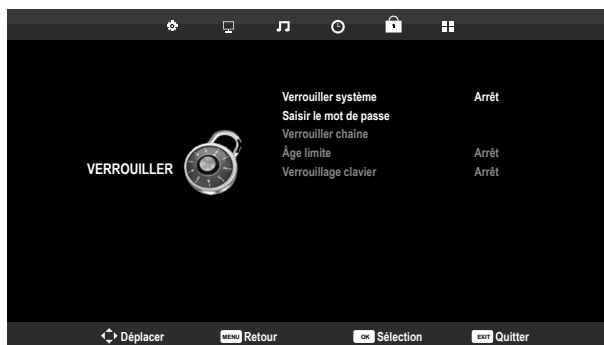 Verrouiller système Arrêt
Saisir le mot de passe
Verrouiller chaîne
Âge limite Arrêt
VERROUILLER
Verrouillage clavier Arrêt
Déplacer MENU Retour OK Sélection EXIT Quitter